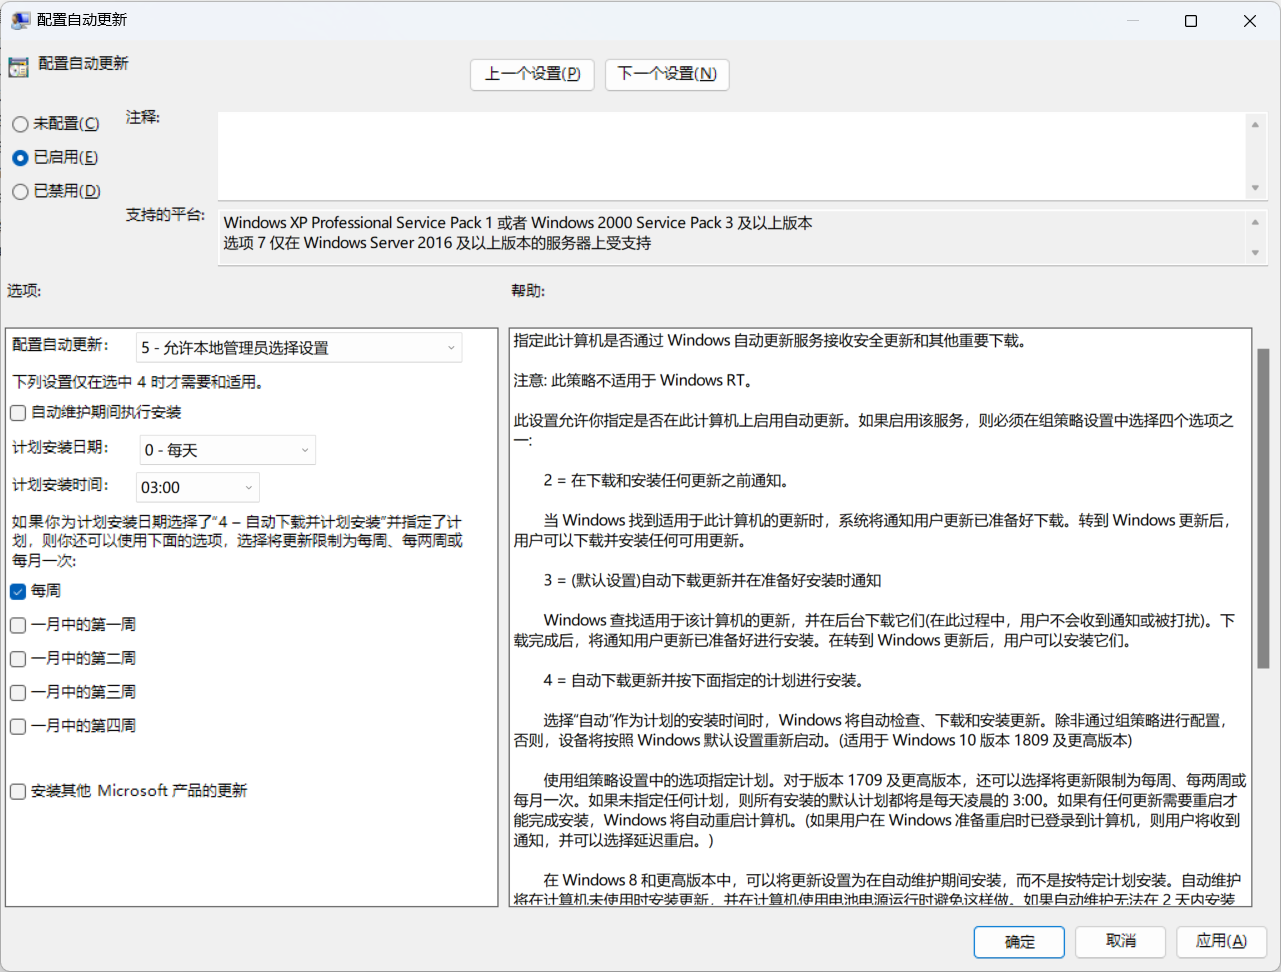 配置自动更新
配置自动更新
上一个设置(P)
下一个设置(N)
未配置(C)
已启用(E)
已禁用(D)
注释:
支持的平台:
Windows XP Professional Service Pack 1 或者 Windows 2000 Service Pack 3 及以上版本
选项 7 仅在 Windows Server 2016 及以上版本的服务器上受支持
选项:
帮助:
配置自动更新：
5 - 允许本地管理员选择设置
下列设置仅在选中 4 时才需要和适用。
自动维护期间执行安装
计划安装日期：
0 - 每天
计划安装时间：
03:00
如果你为计划安装日期选择了“4 – 自动下载并计划安装”并指定了计
划，则你还可以使用下面的选项，选择将更新限制为每周、每两周或
每月一次:
每周
一月中的第一周
一月中的第二周
一月中的第三周
一月中的第四周
安装其他 Microsoft 产品的更新
指定此计算机是否通过 Windows 自动更新服务接收安全更新和其他重要下载。
注意: 此策略不适用于 Windows RT。
此设置允许你指定是否在此计算机上启用自动更新。如果启用该服务，则必须在组策略设置中选择四个选项之
一:
2 = 在下载和安装任何更新之前通知。
当 Windows 找到适用于此计算机的更新时，系统将通知用户更新已准备好下载。转到 Windows 更新后，
用户可以下载并安装任何可用更新。
3 = (默认设置)自动下载更新并在准备好安装时通知
Windows 查找适用于该计算机的更新，并在后台下载它们(在此过程中，用户不会收到通知或被打扰)。下
载完成后，将通知用户更新已准备好进行安装。在转到 Windows 更新后，用户可以安装它们。
4 = 自动下载更新并按下面指定的计划进行安装。
选择“自动”作为计划的安装时间时，Windows 将自动检查、下载和安装更新。除非通过组策略进行配置，
否则，设备将按照 Windows 默认设置重新启动。(适用于 Windows 10 版本 1809 及更高版本)
使用组策略设置中的选项指定计划。对于版本 1709 及更高版本，还可以选择将更新限制为每周、每两周或
每月一次。如果未指定任何计划，则所有安装的默认计划都将是每天凌晨的 3:00。如果有任何更新需要重启才
能完成安装，Windows 将自动重启计算机。(如果用户在 Windows 准备重启时已登录到计算机，则用户将收到
通知，并可以选择延迟重启。)
在 Windows 8 和更高版本中，可以将更新设置为在自动维护期间安装，而不是按特定计划安装。自动维护
将在计算机未使用时安装更新，并在计算机使用电池电源运行时避免这样做。如果自动维护无法在 2 天内安装
确定
取消
应用(A)